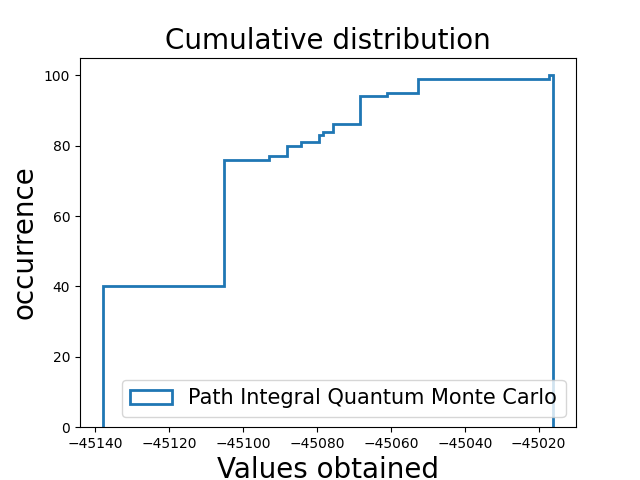 Cumulative distribution
occurrence
100
80
60
40
20
0
Path Integral Quantum Monte Carlo
−45140 −45120 −45100 −45080 −45060 −45040 −45020
Values obtained